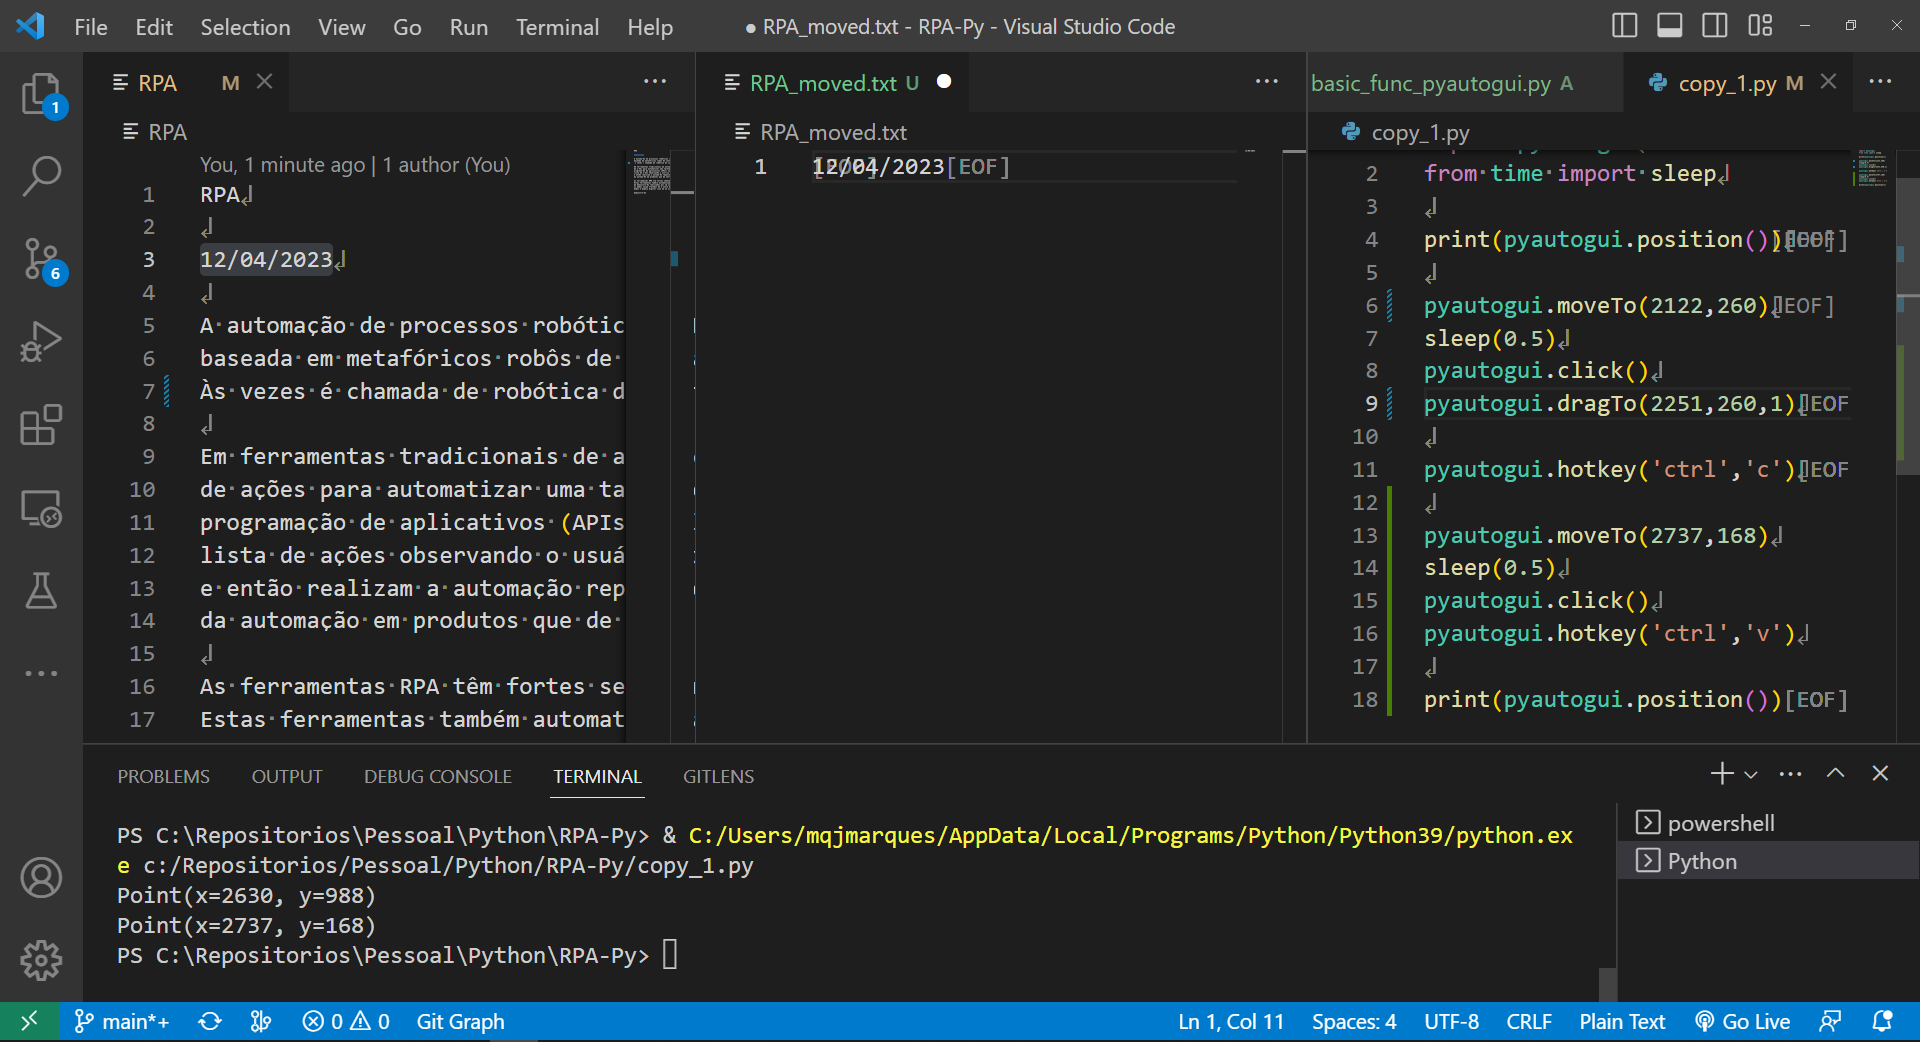 File Edit Selection View Go Run Terminal Help
● RPA_moved.txt - RPA-Py - Visual Studio Code
RPA M
RPA
You, 1 minute ago | 1 author (You)
1 RPA
2
3 12/04/2023
4
5 A automação de processos robótic
6 baseada em metafóricos robôs de
7 Às vezes é chamada de robótica d
8
9 Em ferramentas tradicionais de a
10 de ações para automatizar uma ta
11 programação de aplicativos (APIs
12 lista de ações observando o usuá
13 e então realizam a automação rep
14 da automação em produtos que de
15
16 As ferramentas RPA têm fortes se
17 Estas ferramentas também automat
RPA_moved.txt U
RPA_moved.txt
1 12/04/2023[EOF]
basic_func_pyautogui.py A
copy_1.py M
copy_1.py
2 from time import sleep
3
4 print(pyautogui.position())[EOF]
5
6 pyautogui.moveTo(2122,260)[EOF]
7 sleep(0.5)
8 pyautogui.click()
9 pyautogui.dragTo(2251,260,1)[EOF
10
11 pyautogui.hotkey('ctrl','c')[EOF
12
13 pyautogui.moveTo(2737,168)
14 sleep(0.5)
15 pyautogui.click()
16 pyautogui.hotkey('ctrl','v')
17
18 print(pyautogui.position())[EOF]
1
6
PROBLEMS OUTPUT DEBUG CONSOLE TERMINAL GITLENS
PS C:\Repositorios\Pessoal\Python\RPA-Py> & C:/Users/mqjmarques/AppData/Local/Programs/Python/Python39/python.ex
e c:/Repositorios/Pessoal/Python/RPA-Py/copy_1.py
Point(x=2630, y=988)
Point(x=2737, y=168)
PS C:\Repositorios\Pessoal\Python\RPA-Py>
powershell
Python
main*+ 0 0 Git Graph
Ln 1, Col 11 Spaces: 4 UTF-8 CRLF Plain Text Go Live